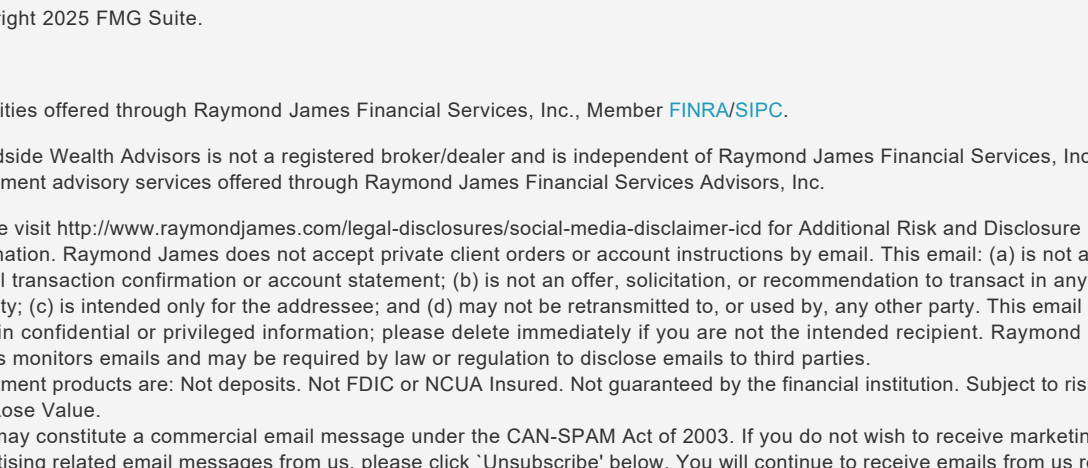 right 2025 FMG Suite.
ities offered through Raymond James Financial Services, Inc., Member FINRA/SIPC.
dside Wealth Advisors is not a registered broker/dealer and is independent of Raymond James Financial Services, Inc
ment advisory services offered through Raymond James Financial Services Advisors, Inc.
e visit http://www.raymondjames.com/legal-disclosures/social-media-disclaimer-icd for Additional Risk and Disclosure
mation. Raymond James does not accept private client orders or account instructions by email. This email: (a) is not a
l transaction confirmation or account statement; (b) is not an offer, solicitation, or recommendation to transact in any
ty; (c) is intended only for the addressee; and (d) may not be retransmitted to, or used by, any other party. This email
in confidential or privileged information; please delete immediately if you are not the intended recipient. Raymond
s monitors emails and may be required by law or regulation to disclose emails to third parties.
tment products are: Not deposits. Not FDIC or NCUA Insured. Not guaranteed by the financial institution. Subject to ris
Lose Value.
may constitute a commercial email message under the CAN-SPAM Act of 2003. If you do not wish to receive marketin
tising related email messages from us, please click `Unsubscribe' below. You will continue to receive emails from us